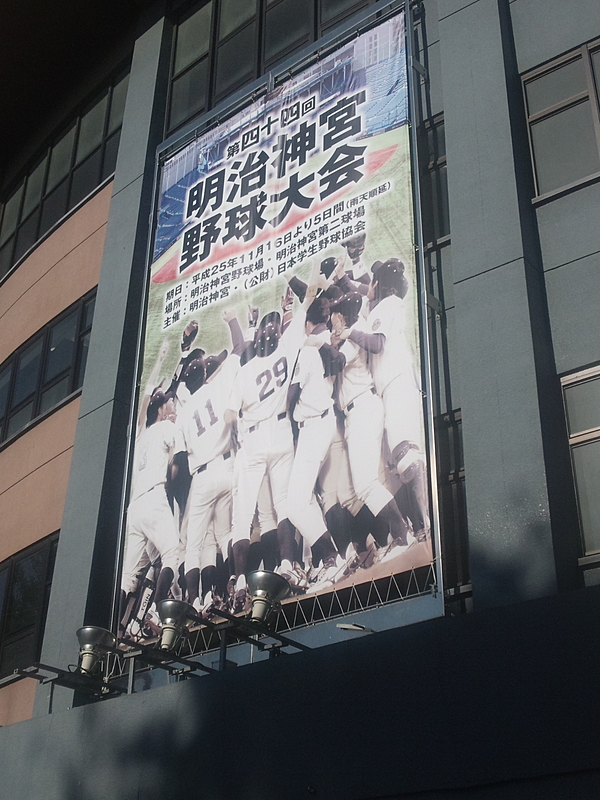 第四十四回
明治神宮
野球大会
期日：平成25年11月16日より5日間(雨天順延)
場所：明治神宮野球場・明治神宮第二球場
主催：明治神宮・(公財)日本学生野球協会
11
29